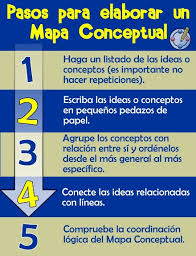 Pasos para elaborar un
Mapa Conceptual
1
Haga un listado de las ideas o
conceptos (es importante no
hacer repeticiones).
2
Escriba las ideas o conceptos
en pequeños pedazos de
papel.
3
Agrupe los conceptos con
relación entre sí y ordénelos
desde el más general al más
específico.
4
Conecte las ideas relacionadas
con líneas.
5
Compruebe la coordinación
lógica del Mapa Conceptual.